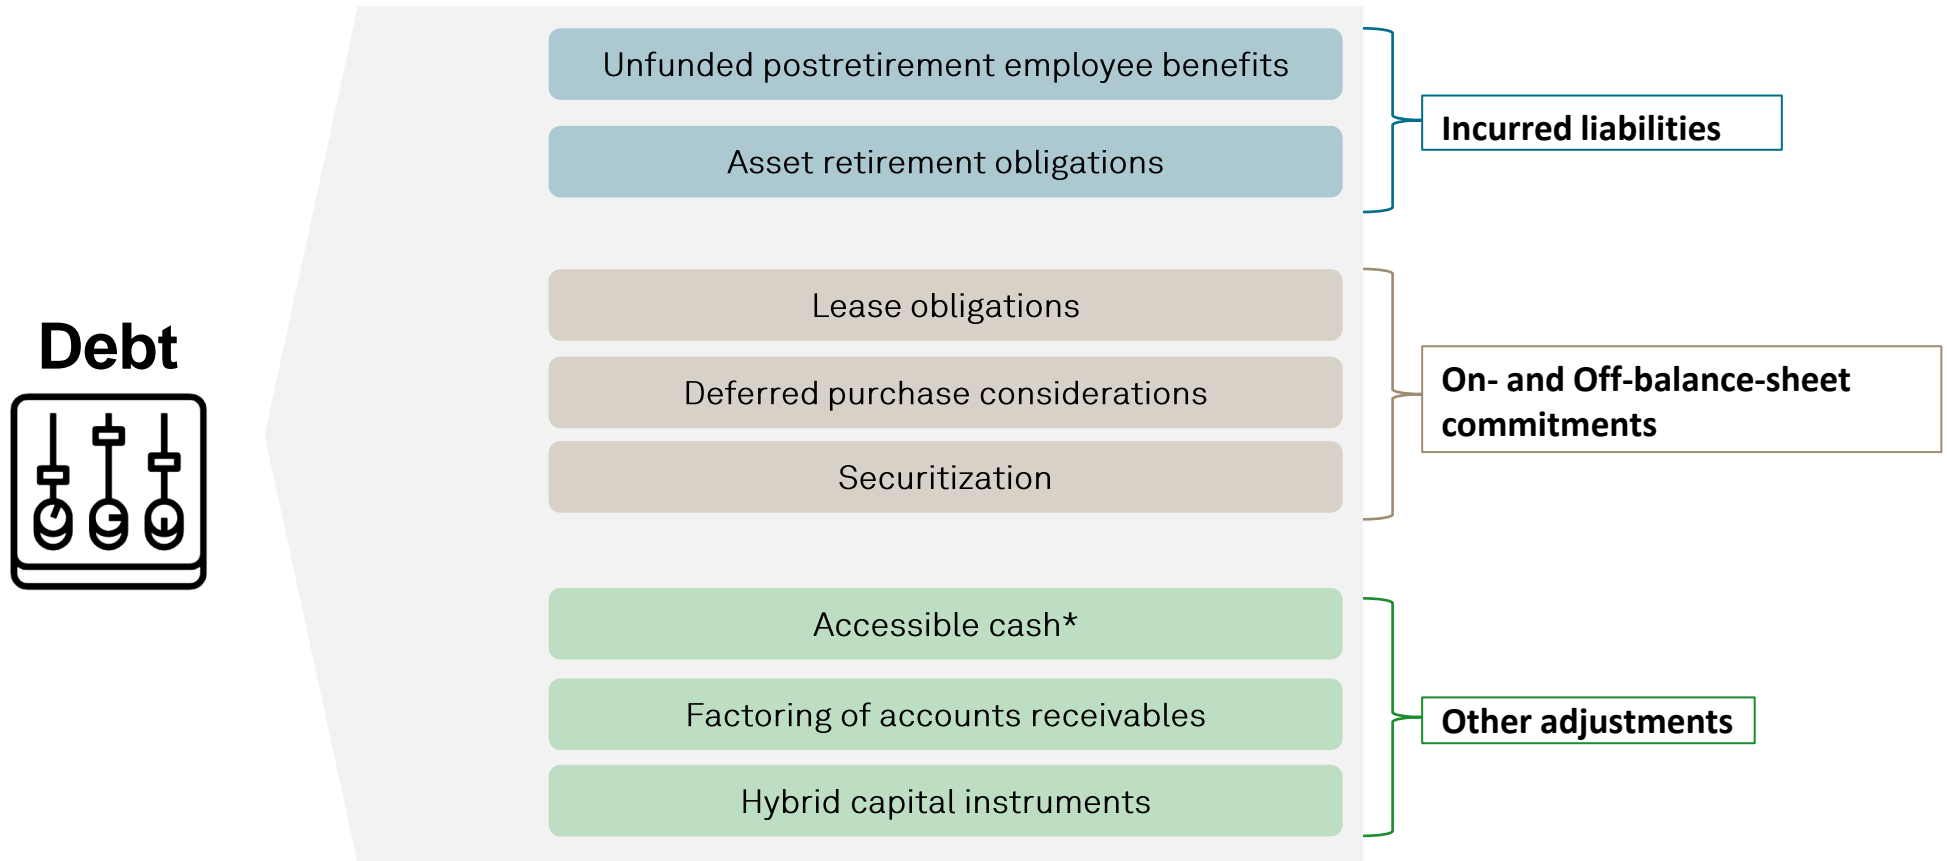 Debt
Unfunded postretirement employee benefits
Asset retirement obligations
Incurred liabilities
Lease obligations
Deferred purchase considerations
Securitization
On- and Off-balance-sheet
commitments
Accessible cash*
Factoring of accounts receivables
Hybrid capital instruments
Other adjustments